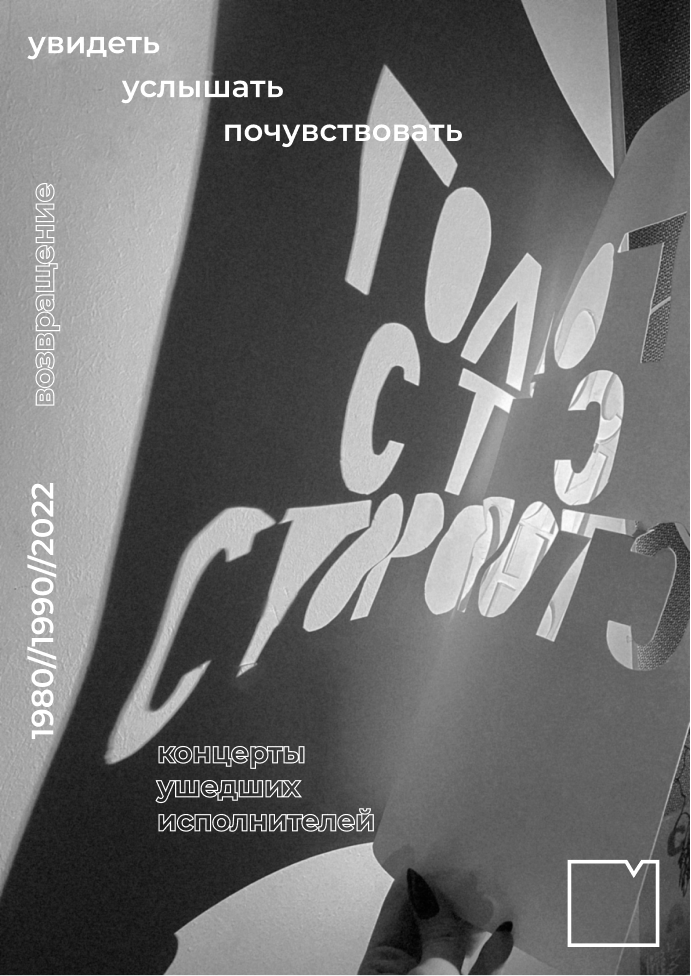 увидеть
услышать
почувствовать
возвращение
1980//1990//2022
концерты
ушедших
исполнителей